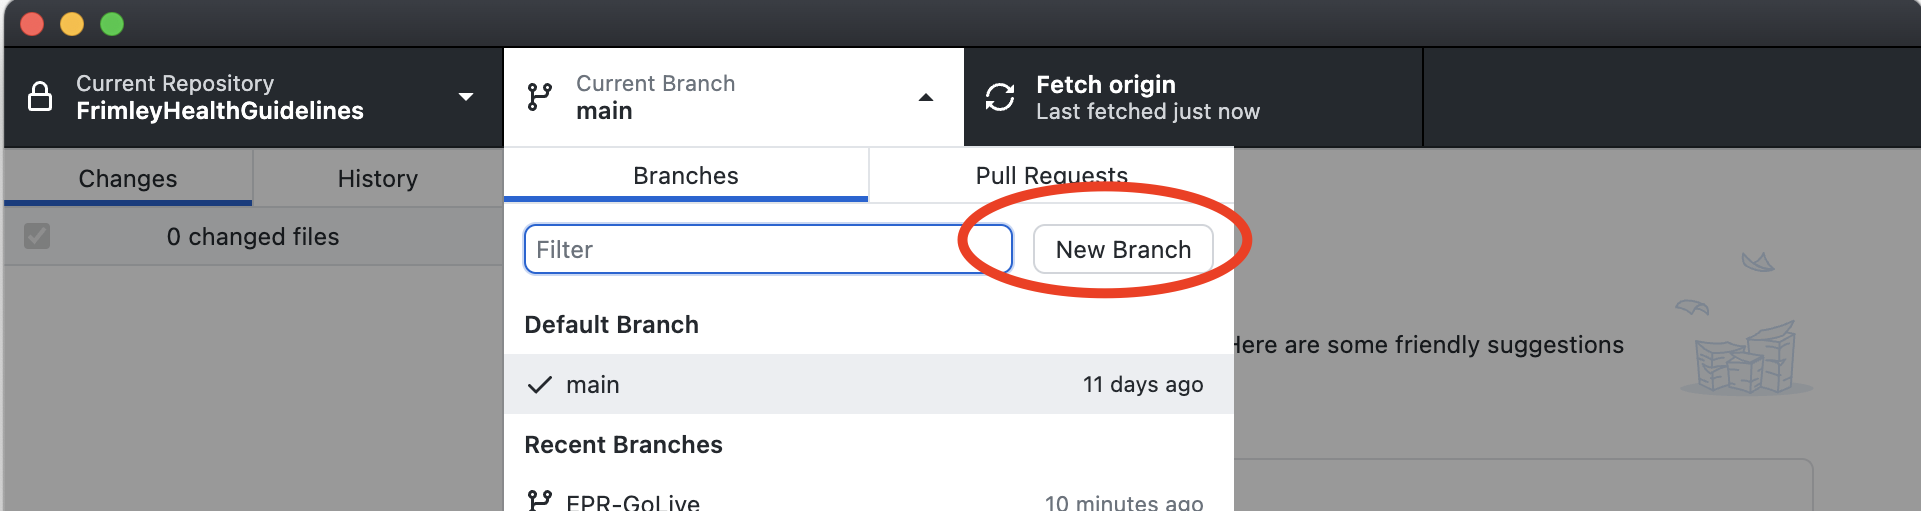 Current Repository
FrimleyHealthGuidelines
Current Branch
main
Fetch origin
Last fetched just now
Changes
History
Branches
Pull Requests
0 changed files
Filter
New Branch
Default Branch
Here are some friendly suggestions
main
11 days ago
Recent Branches
EPR-GoLive
10 minutes ago